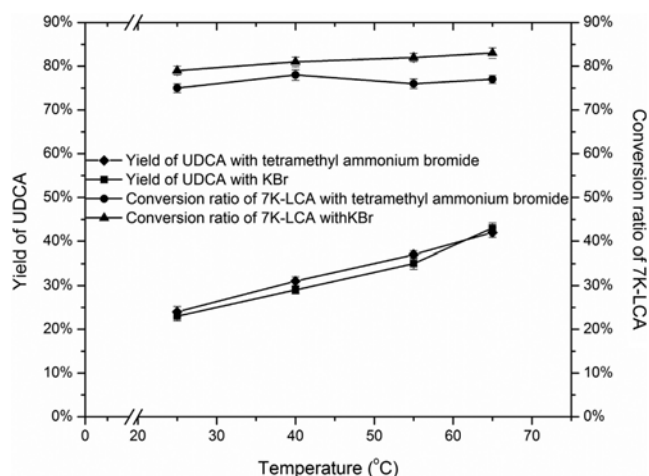 90%
80%
70%
60%
50%
40%
30%
20%
10%
0%
Yield of UDCA
90%
80%
70%
60%
50%
40%
30%
20%
10%
0%
Conversion ratio of 7K-LCA
Yield of UDCA with tetramethyl ammonium bromide
Yield of UDCA with KBr
Conversion ratio of 7K-LCA with tetramethyl ammonium bromide
Conversion ratio of 7K-LCA withKBr
0 20 30 40 50 60 70
Temperature (°C)